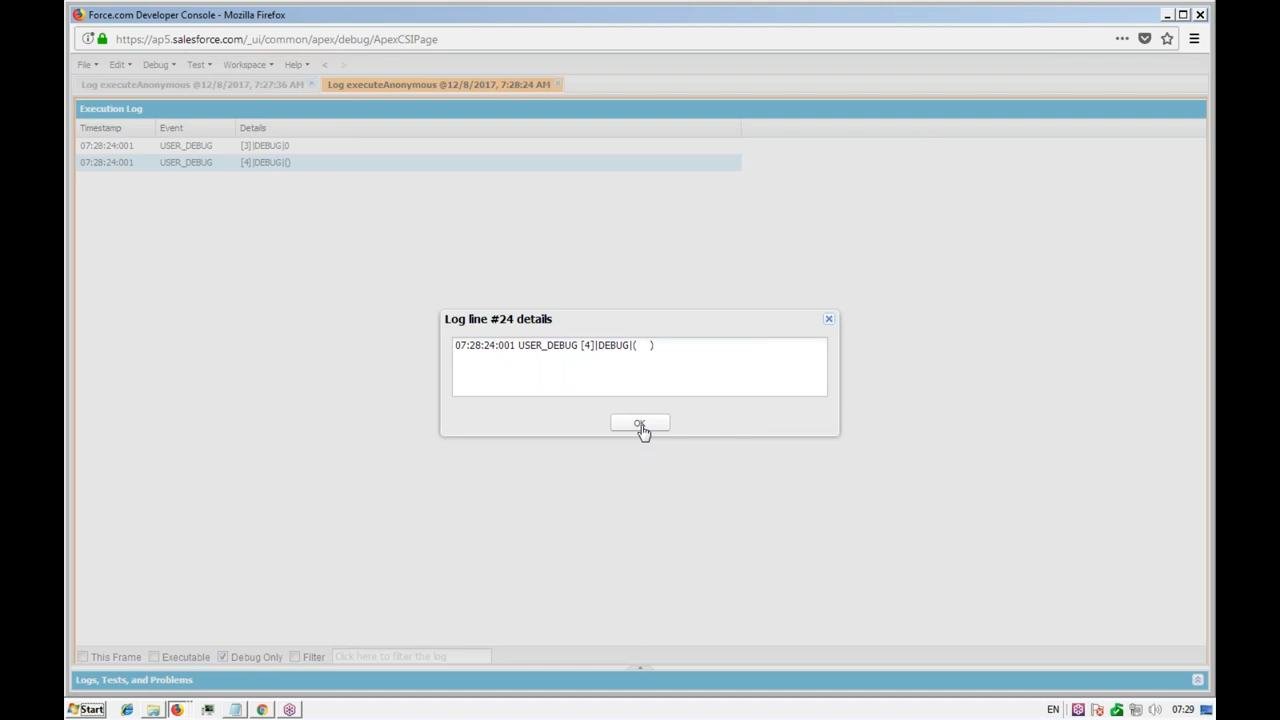 Force.com Developer Console - Mozilla Firefox
https://ap5.salesforce.com/_ui/common/apex/debug/ApexCSIPage
File Edit Debug Test Workspace Help < >
Log executeAnonymous @12/8/2017, 7:27:36 AM Log executeAnonymous @12/8/2017, 7:28:24 AM
Execution Log
Timestamp Event Details
07:28:24:001 USER_DEBUG [3]|DEBUG|0
07:28:24:001 USER_DEBUG [4]|DEBUG|()
Log line #24 details
07:28:24:001 USER_DEBUG [4]|DEBUG|( )
OK
This Frame Executable Debug Only Filter Click here to filter the log
Logs, Tests, and Problems
Start EN 07:29